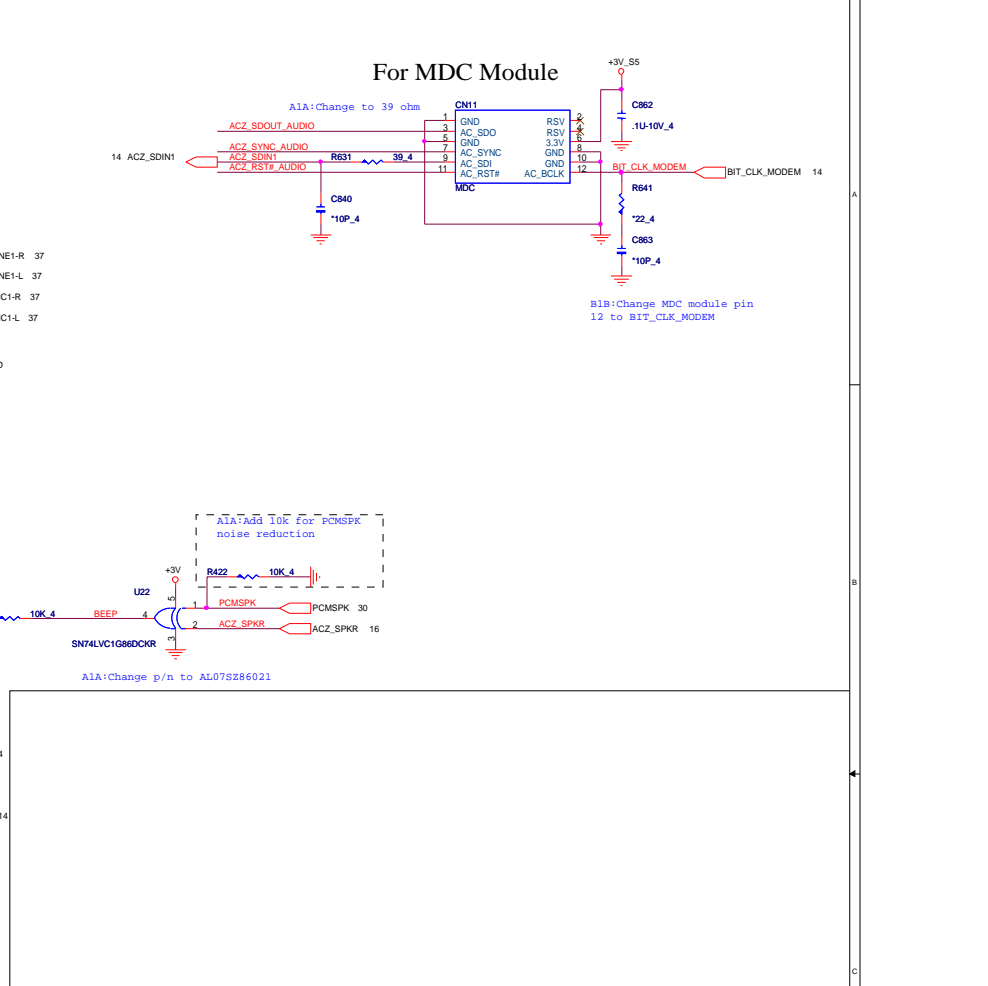 For MDC Module
+3V_S5
A1A:Change to 39 ohm
CN11
C862
.1U-10V_4
ACZ_SDOUT_AUDIO
ACZ_SYNC_AUDIO
14 ACZ_SDIN1
ACZ_SDIN1
ACZ_RST#_AUDIO
R631
39_4
1
3
5
7
9
11
GND
AC_SDO
GND
AC_SYNC
AC_SDI
AC_RST#
RSV
RSV
3.3V
GND
GND
AC_BCLK
2
4
6
8
10
12
MDC
BIT_CLK_MODEM
BIT_CLK_MODEM 14
C840
*10P_4
R641
*22_4
C863
*10P_4
B1B:Change MDC module pin
12 to BIT_CLK_MODEM
A
NE1-R 37
NE1-L 37
C1-R 37
C1-L 37
A1A:Add 10k for PCMSPK
noise reduction
+3V
R422
10K_4
B
U22
5
1
PCMSPK
PCMSPK 30
10K_4
BEEP
4
2
ACZ_SPKR
ACZ_SPKR 16
3
SN74LVC1G86DCKR
A1A:Change p/n to AL07SZ86021
4
14
C